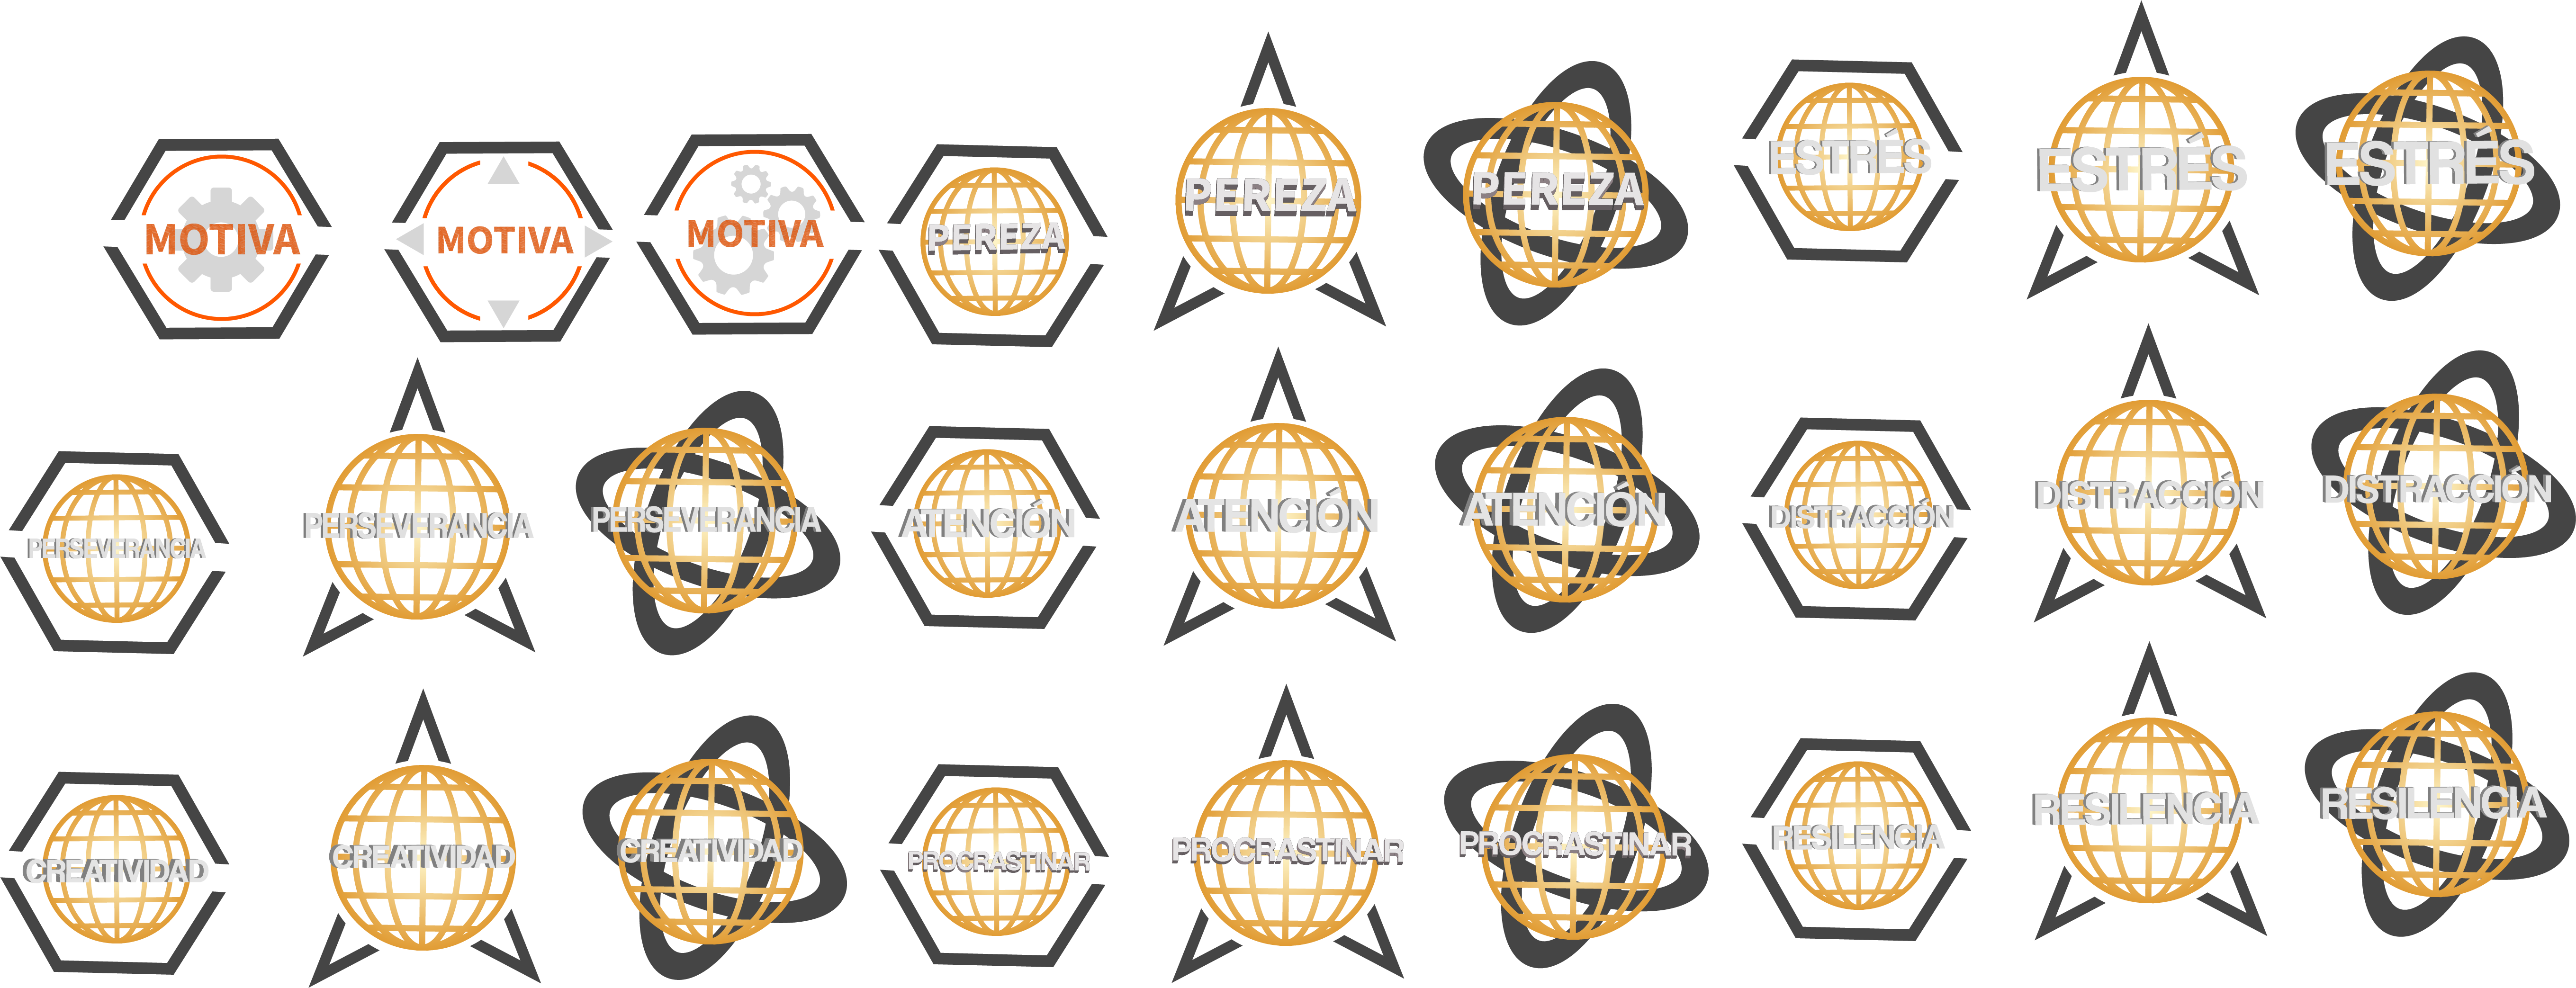 MOTIVA
MOTIVA
MOTIVA
PEREZA
PEREZA
PEREZA
ESTRÉS
ESTRÉS
ESTRÉS
PERSEVERANCIA
PERSEVERANCIA
PERSEVERANCIA
ATENCIÓN
ATENCIÓN
ATENCIÓN
DISTRACCIÓN
DISTRACCIÓN
DISTRACCIÓN
CREATIVIDAD
CREATIVIDAD
CREATIVIDAD
PROCRASTINAR
PROCRASTINAR
PROCRASTINAR
RESILENCIA
RESILENCIA
RESILENCIA